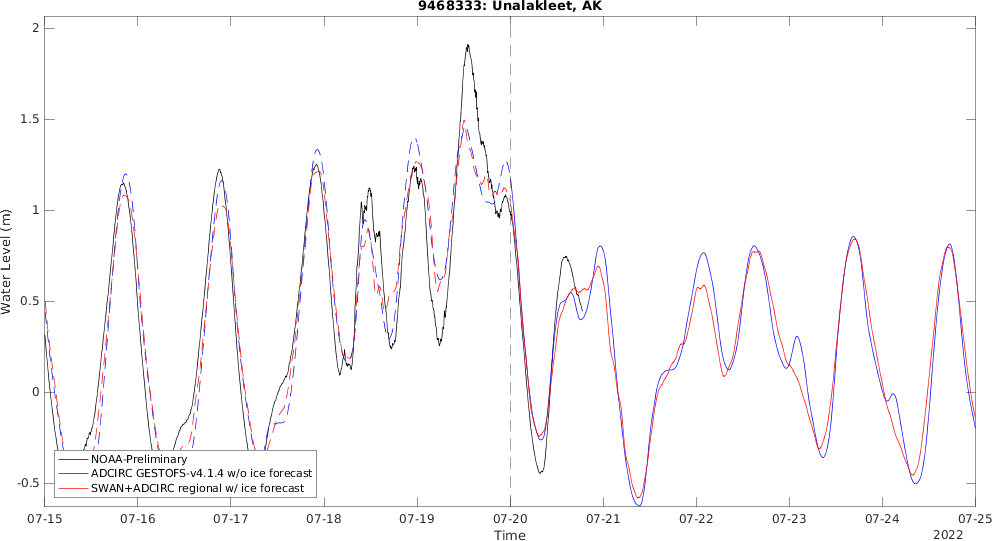 9468333: Unalakleet, AK
Water Level (m)
2
1.5
1
0.5
0
-0.5
NOAA-Preliminary
ADCIRC GESTOFS-v4.1.4 w/o ice forecast
SWAN+ADCIRC regional w/ ice forecast
07-15 07-16 07-17 07-18 07-19 07-20 07-21 07-22 07-23 07-24 07-25
Time
2022